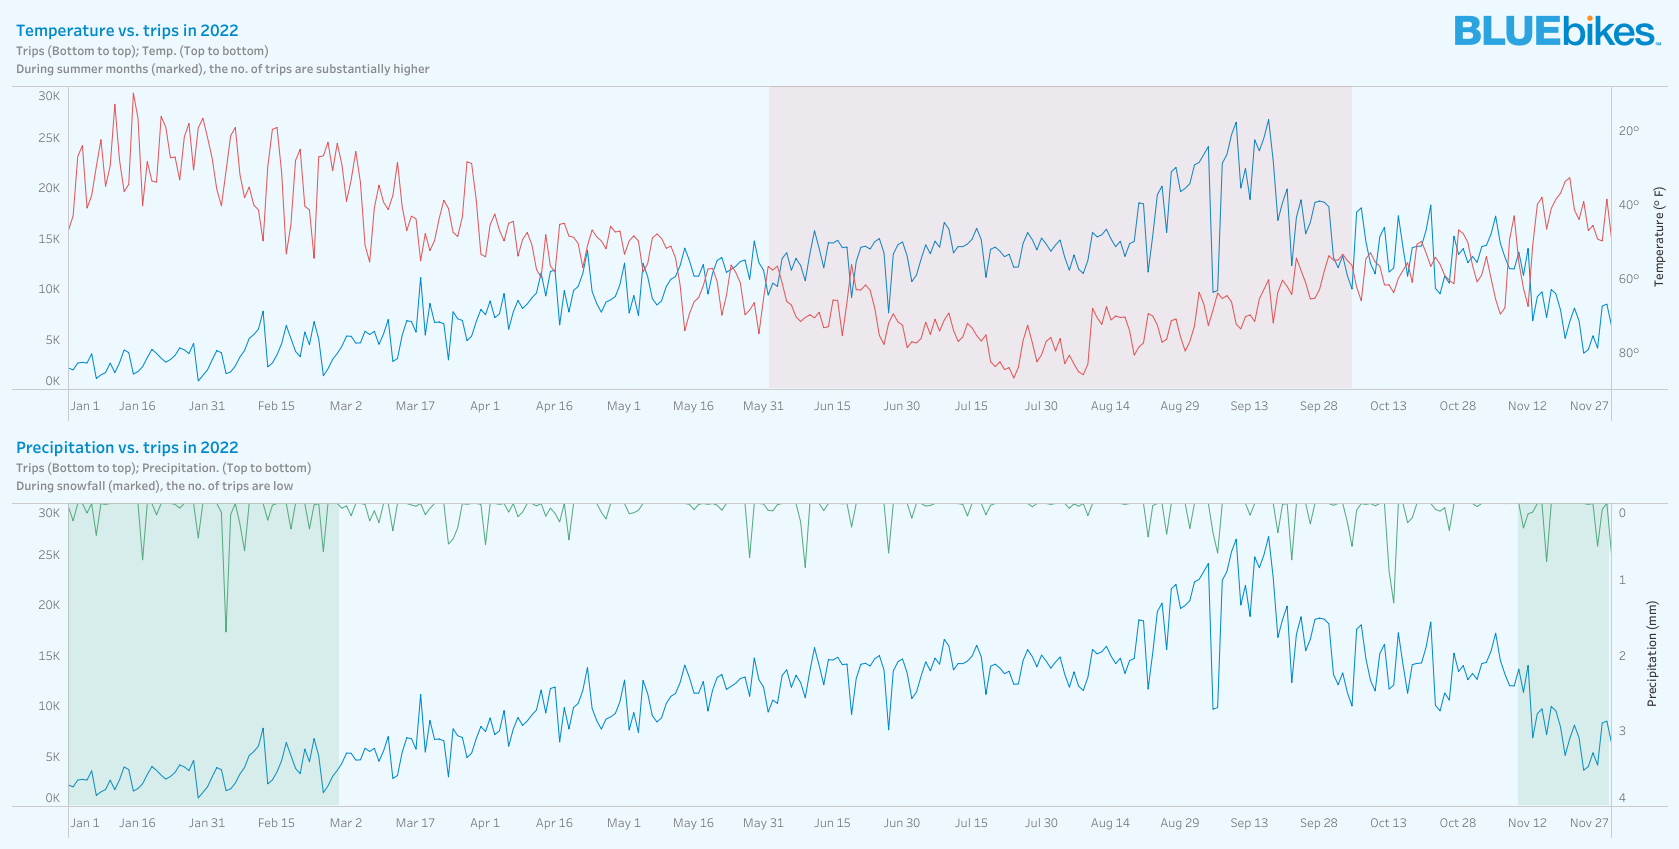 Temperature vs. trips in 2022
Trips (Bottom to top); Temp. (Top to bottom)
During summer months (marked), the no. of trips are substantially higher
BLUEbikes™
30K
25K
20K
15K
10K
5K
0K
20º
40º
60º
80º
Temperature (º F)
Jan 1 Jan 16 Jan 31 Feb 15 Mar 2 Mar 17 Apr 1 Apr 16 May 1 May 16 May 31 Jun 15 Jun 30 Jul 15 Jul 30 Aug 14 Aug 29 Sep 13 Sep 28 Oct 13 Oct 28 Nov 12 Nov 27
Precipitation vs. trips in 2022
Trips (Bottom to top); Precipitation. (Top to bottom)
During snowfall (marked), the no. of trips are low
30K
25K
20K
15K
10K
5K
0K
0
1
2
3
4
Precipitation (mm)
Jan 1 Jan 16 Jan 31 Feb 15 Mar 2 Mar 17 Apr 1 Apr 16 May 1 May 16 May 31 Jun 15 Jun 30 Jul 15 Jul 30 Aug 14 Aug 29 Sep 13 Sep 28 Oct 13 Oct 28 Nov 12 Nov 27